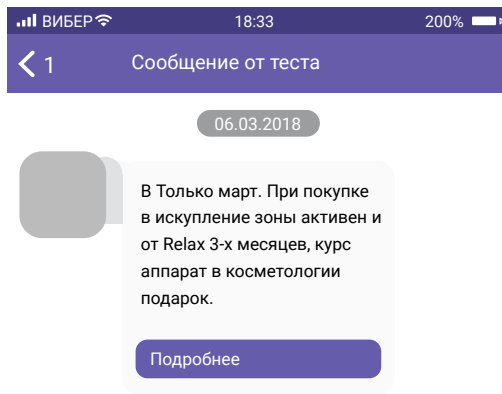 ВИБЕР 18:33 200%
1 Сообщение от теста
06.03.2018
В Только март. При покупке
в искупление зоны активен и
от Relax 3-х месяцев, курс
аппарат в косметологии
подарок.
Подробнее